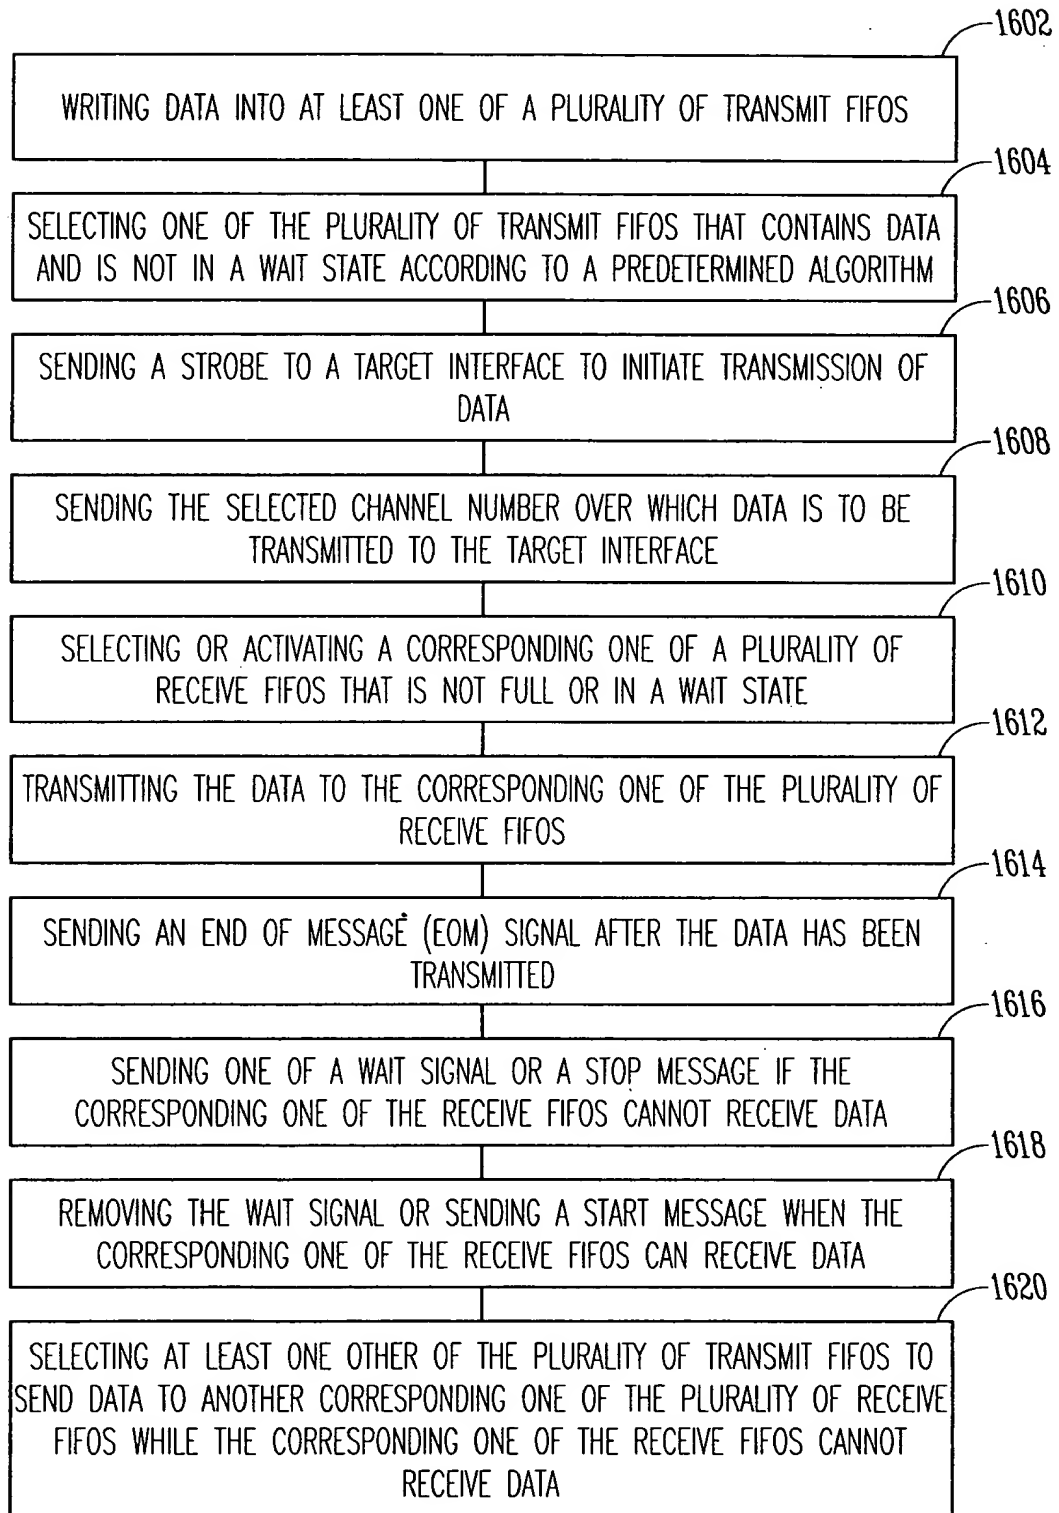 1602
WRITING DATA INTO AT LEAST ONE OF A PLURALITY OF TRANSMIT FIFOS
1604
SELECTING ONE OF THE PLURALITY OF TRANSMIT FIFOS THAT CONTAINS DATA
AND IS NOT IN A WAIT STATE ACCORDING TO A PREDETERMINED ALGORITHM
1606
SENDING A STROBE TO A TARGET INTERFACE TO INITIATE TRANSMISSION OF
DATA
1608
SENDING THE SELECTED CHANNEL NUMBER OVER WHICH DATA IS TO BE
TRANSMITTED TO THE TARGET INTERFACE
1610
SELECTING OR ACTIVATING A CORRESPONDING ONE OF A PLURALITY OF
RECEIVE FIFOS THAT IS NOT FULL OR IN A WAIT STATE
1612
TRANSMITTING THE DATA TO THE CORRESPONDING ONE OF THE PLURALITY OF
RECEIVE FIFOS
1614
SENDING AN END OF MESSAGE (EOM) SIGNAL AFTER THE DATA HAS BEEN
TRANSMITTED
1616
SENDING ONE OF A WAIT SIGNAL OR A STOP MESSAGE IF THE
CORRESPONDING ONE OF THE RECEIVE FIFOS CANNOT RECEIVE DATA
1618
REMOVING THE WAIT SIGNAL OR SENDING A START MESSAGE WHEN THE
CORRESPONDING ONE OF THE RECEIVE FIFOS CAN RECEIVE DATA
1620
SELECTING AT LEAST ONE OTHER OF THE PLURALITY OF TRANSMIT FIFOS TO
SEND DATA TO ANOTHER CORRESPONDING ONE OF THE PLURALITY OF RECEIVE
FIFOS WHILE THE CORRESPONDING ONE OF THE RECEIVE FIFOS CANNOT
RECEIVE DATA